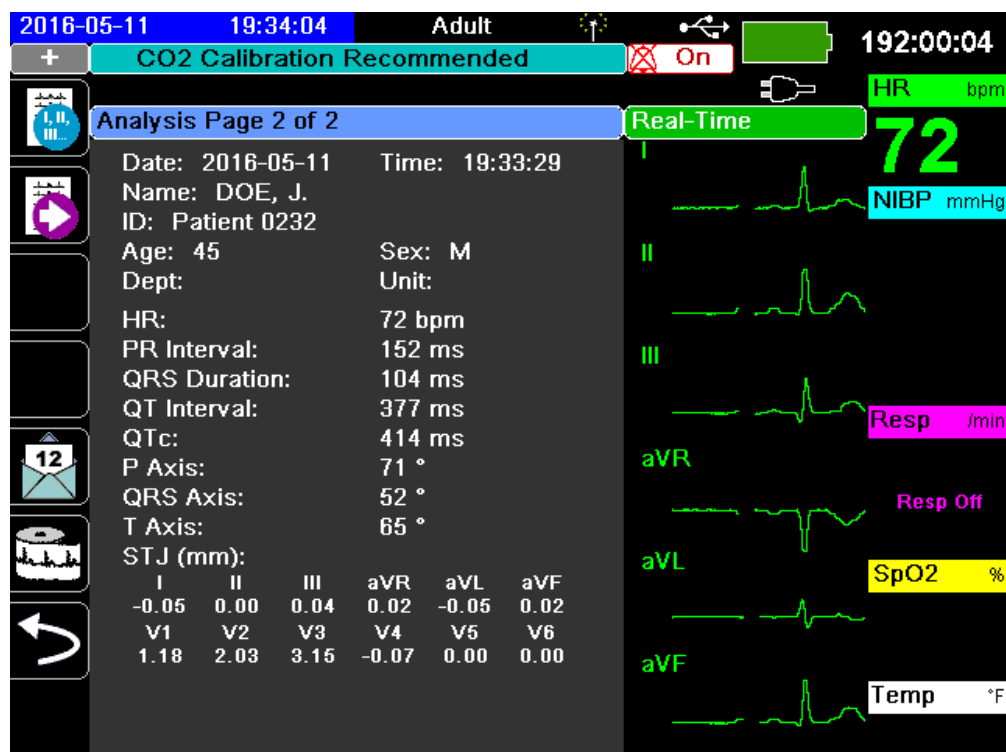 2016-05-11 19:34:04 Adult
192:00:04
+ CO2 Calibration Recommended On
HR bpm
72
I, II, III...
Analysis Page 2 of 2
Real-Time
Date: 2016-05-11 Time: 19:33:29
Name: DOE, J.
ID: Patient 0232
Age: 45 Sex: M
Dept: Unit:
HR: 72 bpm
PR Interval: 152 ms
QRS Duration: 104 ms
QT Interval: 377 ms
QTc: 414 ms
P Axis: 71 °
QRS Axis: 52 °
T Axis: 65 °
STJ (mm):
I II III aVR aVL aVF
-0.05 0.00 0.04 0.02 -0.05 0.02
V1 V2 V3 V4 V5 V6
1.18 2.03 3.15 -0.07 0.00 0.00
12
I
II
III
aVR
aVL
aVF
NIBP mmHg
Resp /min
Resp Off
SpO2 %
Temp °F